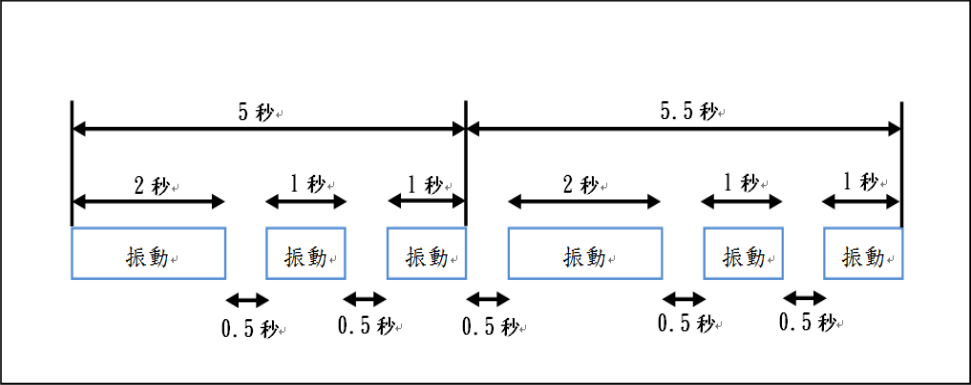 5 秒 5.5 秒
2 秒 1 秒 1 秒 2 秒 1 秒 1 秒
振動 振動 振動 振動 振動 振動
0.5 秒 0.5 秒 0.5 秒 0.5 秒 0.5 秒